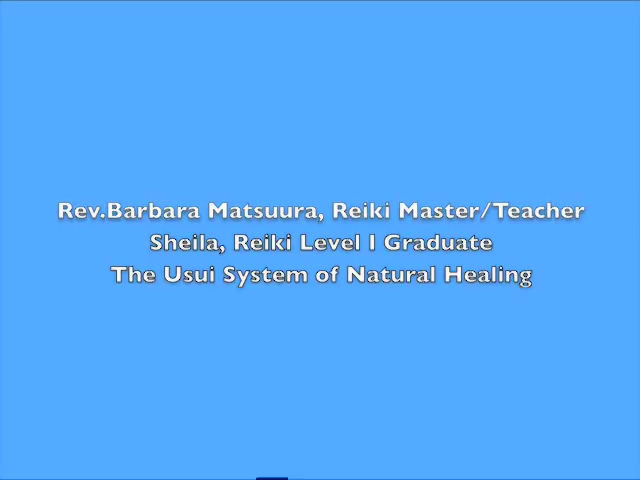 Rev.Barbara Matsuura, Reiki Master/Teacher
Sheila, Reiki Level I Graduate
The Usui System of Natural Healing